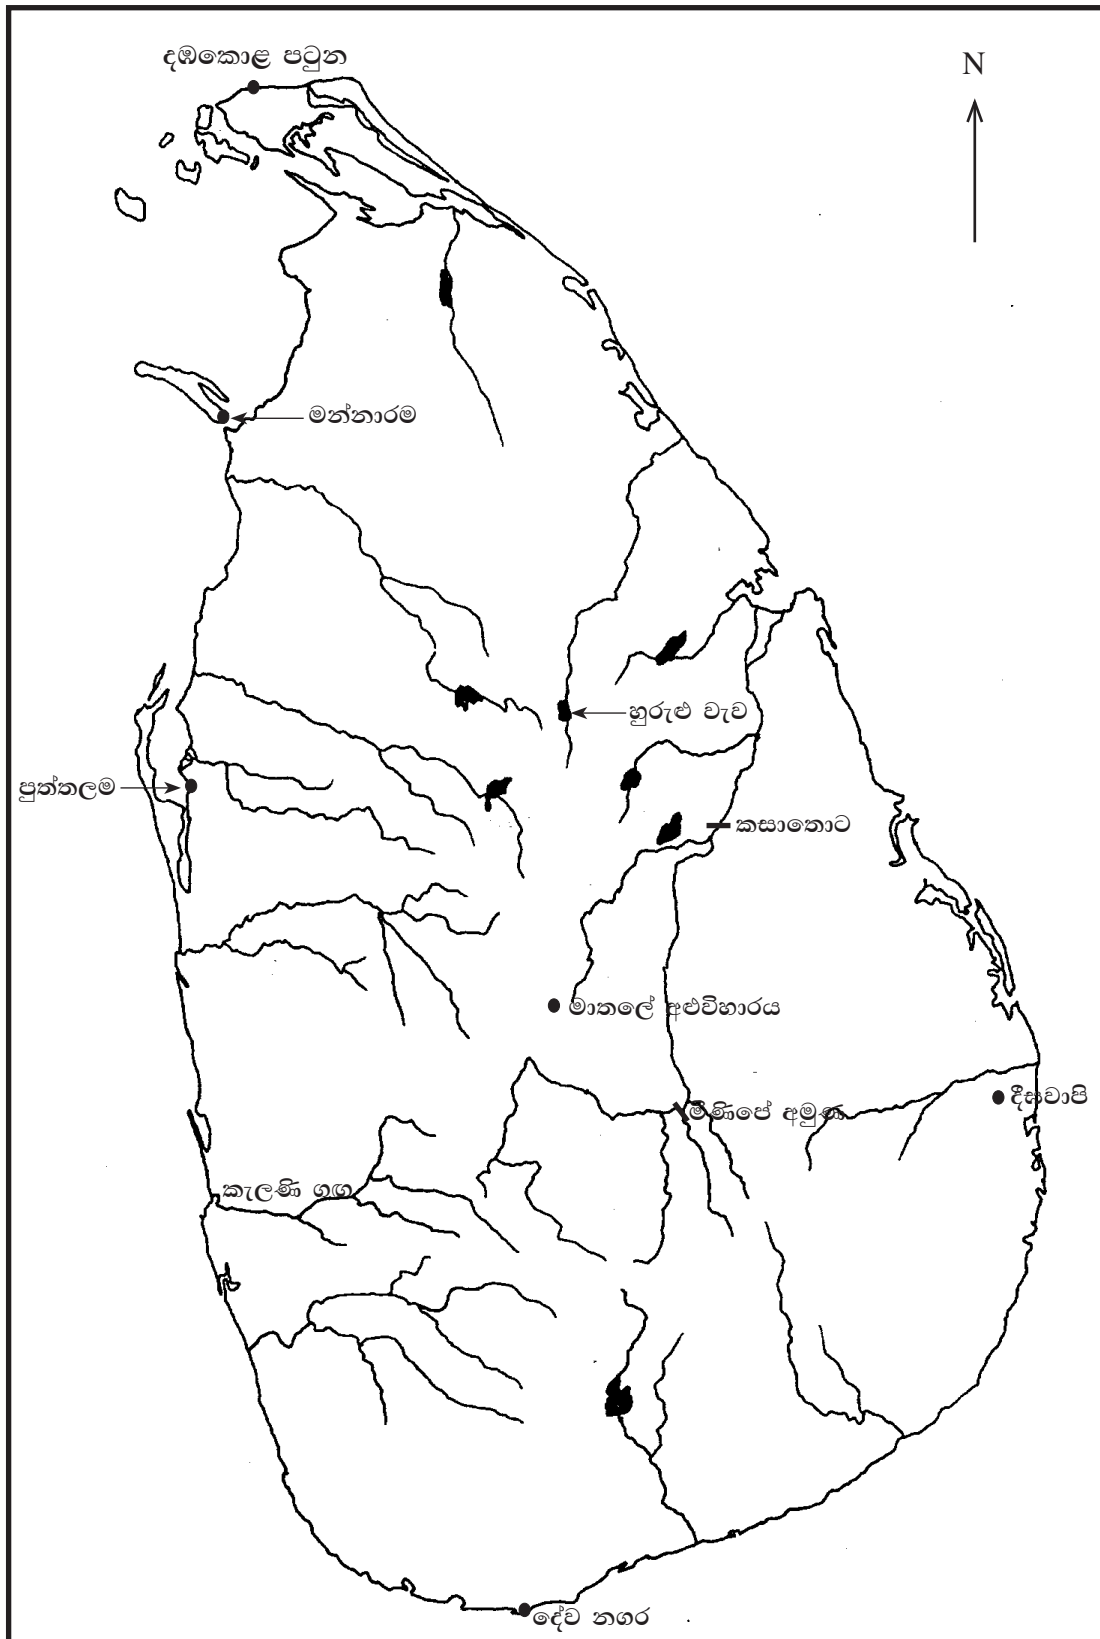 දඹකොළ පටුන
N
මන්නාරම
හුරුළු වැව
පුත්තලම
කසාතොට
මාතලේ අළුවිහාරය
දීඝවාපි
මිණිපේ අමුණ
කැලණි ගඟ
දේව නගර